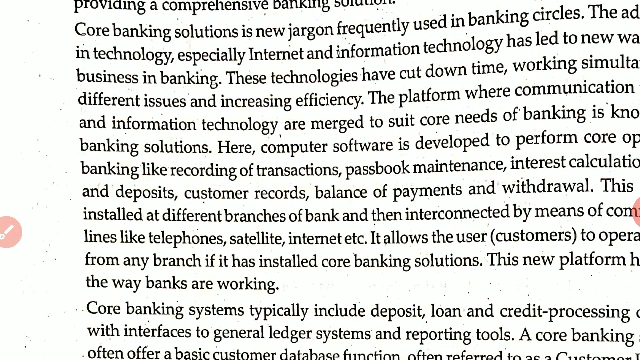 providing a comprehensive banking solution.
Core banking solutions is new jargon frequently used in banking circles. The ad
in technology, especially Internet and information technology has led to new wa
business in banking. These technologies have cut down time, working simulta
different issues and increasing efficiency. The platform where communication
and information technology are merged to suit core needs of banking is kno
banking solutions. Here, computer software is developed to perform core op
banking like recording of transactions, passbook maintenance, interest calculatio
and deposits, customer records, balance of payments and withdrawal. This
installed at different branches of bank and then interconnected by means of com
lines like telephones, satellite, internet etc. It allows the user (customers) to opera
from any branch if it has installed core banking solutions. This new platform h
the way banks are working.
Core banking systems typically include deposit, loan and credit-processing c
with interfaces to general ledger systems and reporting tools. A core banking
often offer a basic customer database function, often referred to as a Customer